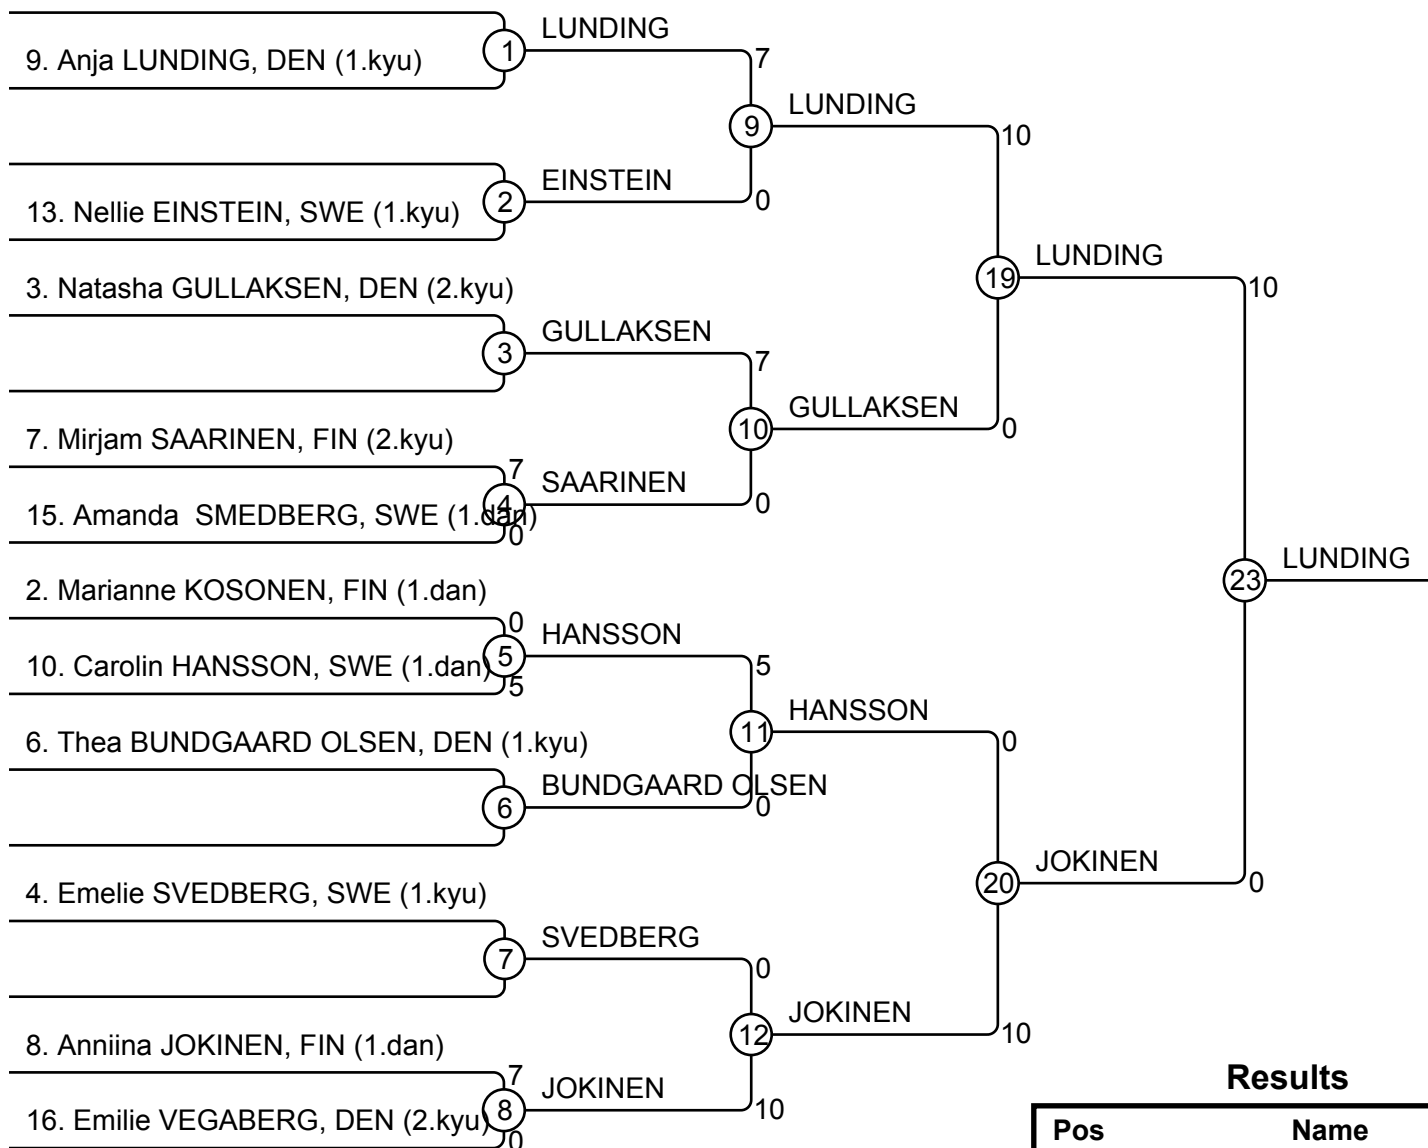 LUNDING
9. Anja LUNDING, DEN (1.kyu)
1
7
LUNDING
9
10
EINSTEIN
13. Nellie EINSTEIN, SWE (1.kyu)
2
0
LUNDING
19
10
3. Natasha GULLAKSEN, DEN (2.kyu)
GULLAKSEN
3
7
GULLAKSEN
10
0
7. Mirjam SAARINEN, FIN (2.kyu)
7
SAARINEN
15. Amanda  SMEDBERG, SWE (1.dan)
4
0
0
LUNDING
23
2. Marianne KOSONEN, FIN (1.dan)
0
HANSSON
10. Carolin HANSSON, SWE (1.dan)
5
5
5
HANSSON
11
0
6. Thea BUNDGAARD OLSEN, DEN (1.kyu)
BUNDGAARD OLSEN
6
0
JOKINEN
20
0
4. Emelie SVEDBERG, SWE (1.kyu)
SVEDBERG
7
0
JOKINEN
12
10
8. Anniina JOKINEN, FIN (1.dan)
7
JOKINEN
16. Emilie VEGABERG, DEN (2.kyu)
8
0
10
Results
Pos Name